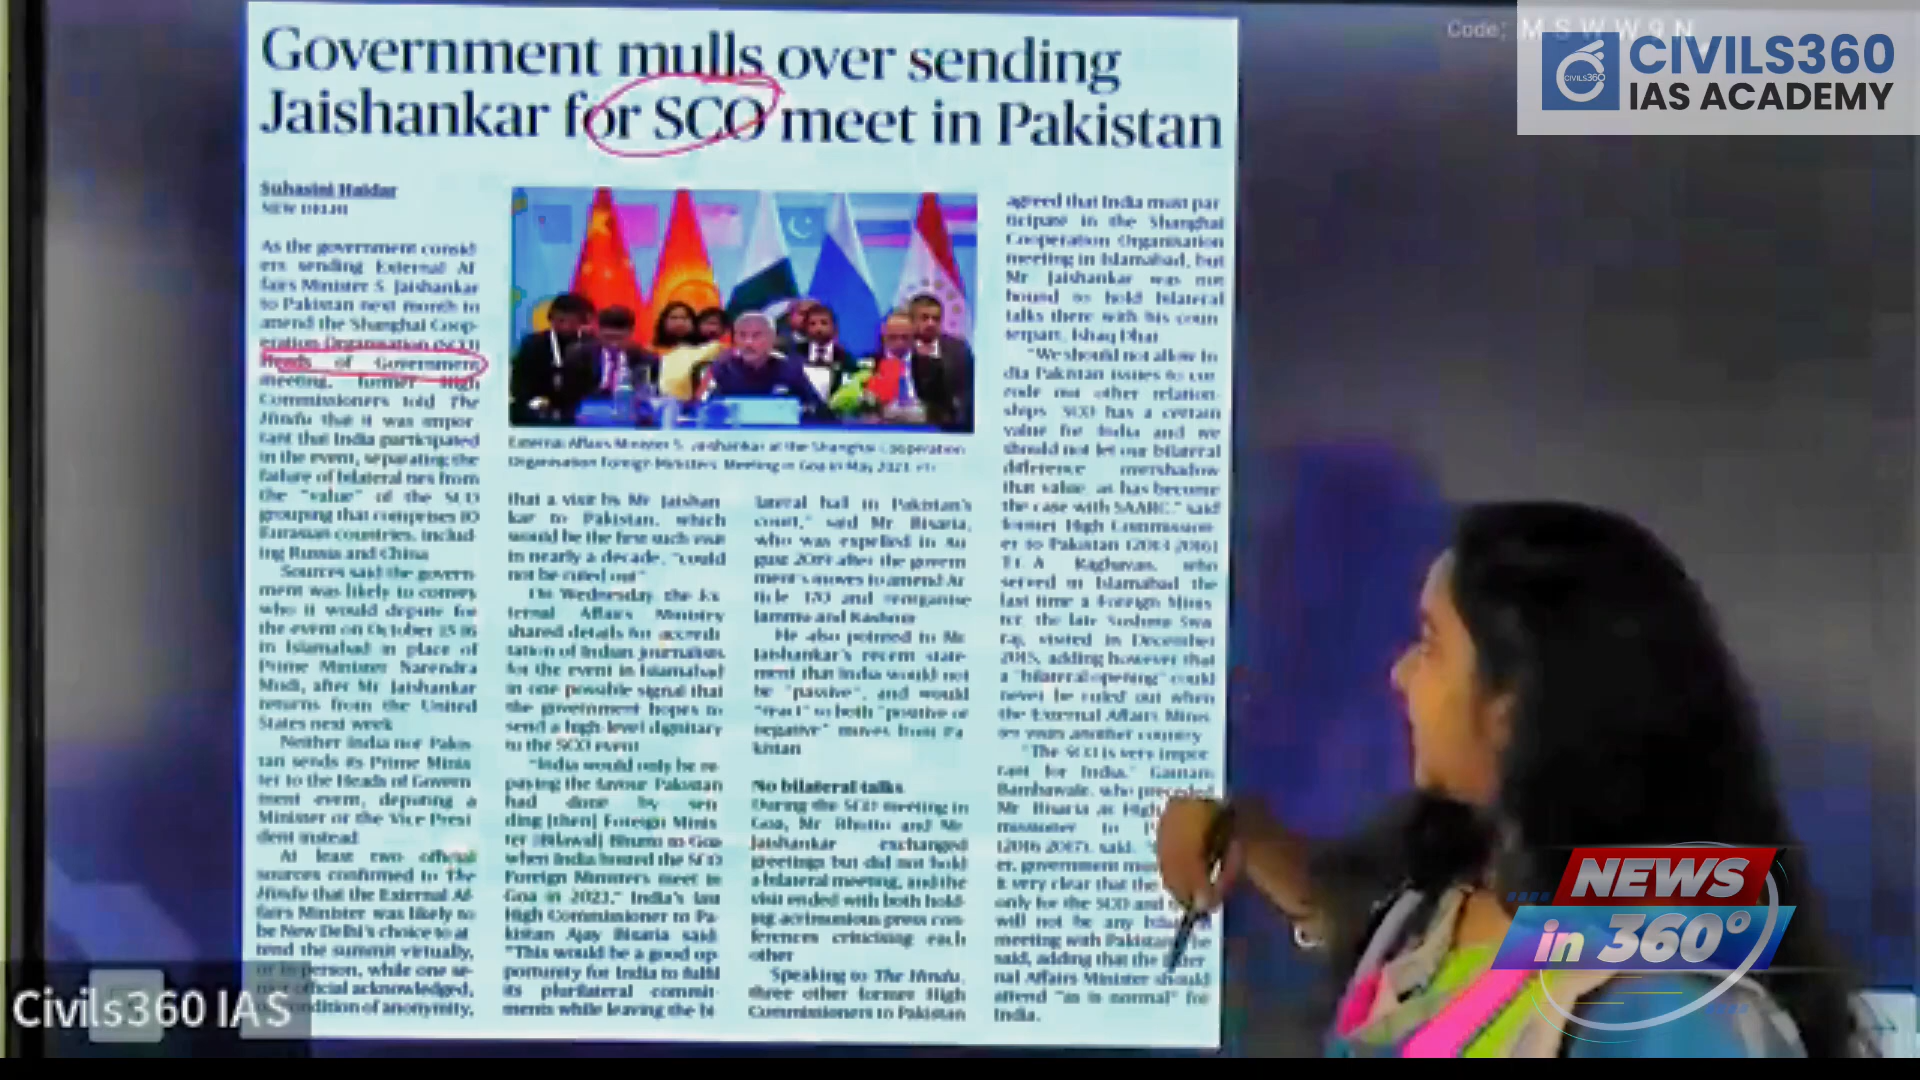 Code: M S W W 9 N
CIVILS360
CIVILS360
IAS ACADEMY
Government mulls over sending
Jaishankar for SCO meet in Pakistan
Suhasini Haidar
NEW DELHI
As the government consid
ers sending External Af
fairs Minister S. Jaishankar
to Pakistan next month to
attend the Shanghai Coop-
eration Organisation (SCO)
Heads of Government
meeting, former High
Commissioners told The
Hindu that it was impor
tant that India participated
in the event, separating the
failure of bilateral ties from
the "value" of the SCO
grouping that comprises 10
Eurasian countries, includ
ing Russia and China
Sources said the govern-
ment was likely to convey
who it would depute for
the event on October 15-16
in Islamabad in place of
Prime Minister Narendra
Modi, after Mr Jaishankar
returns from the United
States next week
Neither India nor Pakis
tan sends its Prime Minis
ter to the Heads of Govern
ment event, deputing a
Minister or the Vice Presi
dent instead
At least two official
sources confirmed to The
Hindu that the External Af
fairs Minister was likely to
be New Delhi's choice to at
tend the summit virtually,
or in person, while one se-
official acknowledged,
condition of anonymity,
External Affairs Minister S. Jaishankar at the Shanghai Cooperation
Organisation Foreign Ministers Meeting in Goa in May 2023.
that a visit by Mr Jaishan
kar to Pakistan, which
would be the first such visit
in nearly a decade, "could
not be ruled out"
On Wednesday the Ex
ternal Affairs Ministry
shared details for accredi
tation of Indian journalists
for the event in Islamabad
in one possible signal that
the government hopes to
send a high-level dignitary
to the SCO event
"India would only be re
paying the favour Pakistan
had done by sen
ding [then] Foreign Minis
ter [Bilawal] Bhutto to Goa
when India hosted the SCO
Foreign Ministers meet in
Goa in 2023," India's last
High Commissioner to Pa
kistan Ajay Bisaria said
"This would be a good op
portunity for India to fulfil
its plurilateral commit-
ments while leaving the bi
lateral ball in Pakistan's
court," said Mr Bisaria,
who was expelled in Au
gust 2019 after the govern
ment's moves to amend Ar
ticle 370 and reorganise
Jammu and Kashmir
He also pointed to Mr
Jaishankar's recent state-
ment that India would not
be "passive", and would
"react" to both "positive or
negative" moves from Pa
kistan
No bilateral talks
During the SCO meeting in
Goa, Mr Bhutto and Mr
Jaishankar exchanged
greetings but did not hold
a bilateral meeting, and the
visit ended with both hold-
ing acrimonious press con-
ferences criticising each
other
Speaking to The Hindu,
three other former High
Commissioners to Pakistan
agreed that India must par
ticipate in the Shanghai
Cooperation Organisation
meeting in Islamabad, but
Mr Jaishankar was not
bound to hold bilateral
talks there with his coun
terpart, Ishaq Dhar
"We should not allow In
dia Pakistan issues to cor
rode our other relation-
ships. SCO has a certain
value for India and we
should not let our bilateral
difference overshadow
that value, as has become
the case with SAARC," said
former High Commission-
er to Pakistan (2013-2016)
T.C.A Raghavan, who
served in Islamabad the
last time a Foreign Minis
ter, the late Sushma Swa
raj, visited in December
2015, adding however that
a "bilateral opening" could
never be ruled out when
the External Affairs Minis
ter visits another country
"The SCO is very impor
tant for India," Gautam
Bambawale, who preceded
Mr Bisaria as High
missioner to
(2016-2017), said.
er, government
it very clear that the
only for the SCO and
will not be any
meeting with Pakistan, he
said, adding that the
nal Affairs Minister should
attend "as is normal" for
India.
NEWS
in 360°
Civils360 IAS